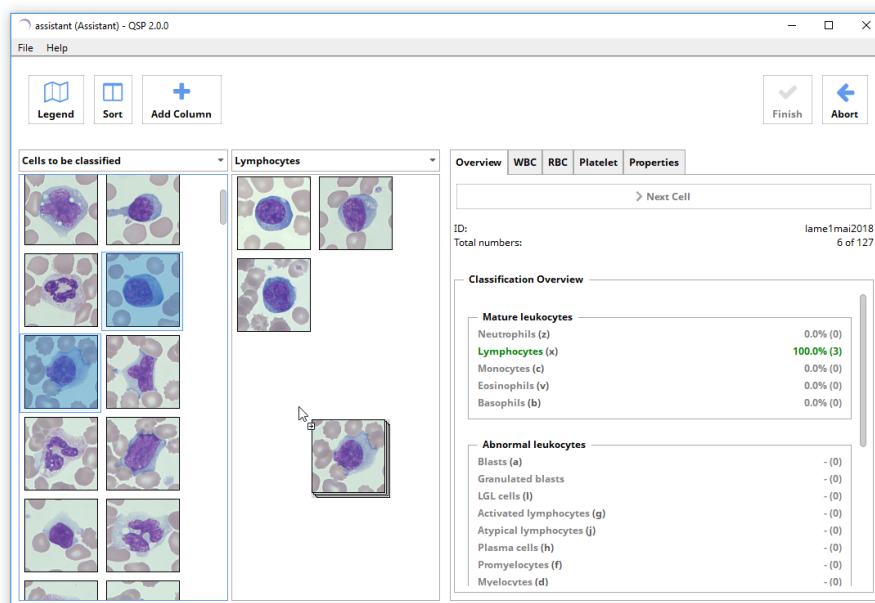 assistant (Assistant) - QSP 2.0.0
File Help
Legend Sort Add Column Finish Abort
Cells to be classified Lymphocytes Overview WBC RBC Platelet Properties
Next Cell
ID: lame1mai2018
Total numbers: 6 of 127
Classification Overview
Mature leukocytes
Neutrophils (z) 0.0% (0)
Lymphocytes (x) 100.0% (3)
Monocytes (c) 0.0% (0)
Eosinophils (v) 0.0% (0)
Basophils (b) 0.0% (0)
Abnormal leukocytes
Blasts (a) - (0)
Granulated blasts - (0)
LGL cells (l) - (0)
Activated lymphocytes (g) - (0)
Atypical lymphocytes (j) - (0)
Plasma cells (h) - (0)
Promyelocytes (f) - (0)
Myelocytes (d) - (0)